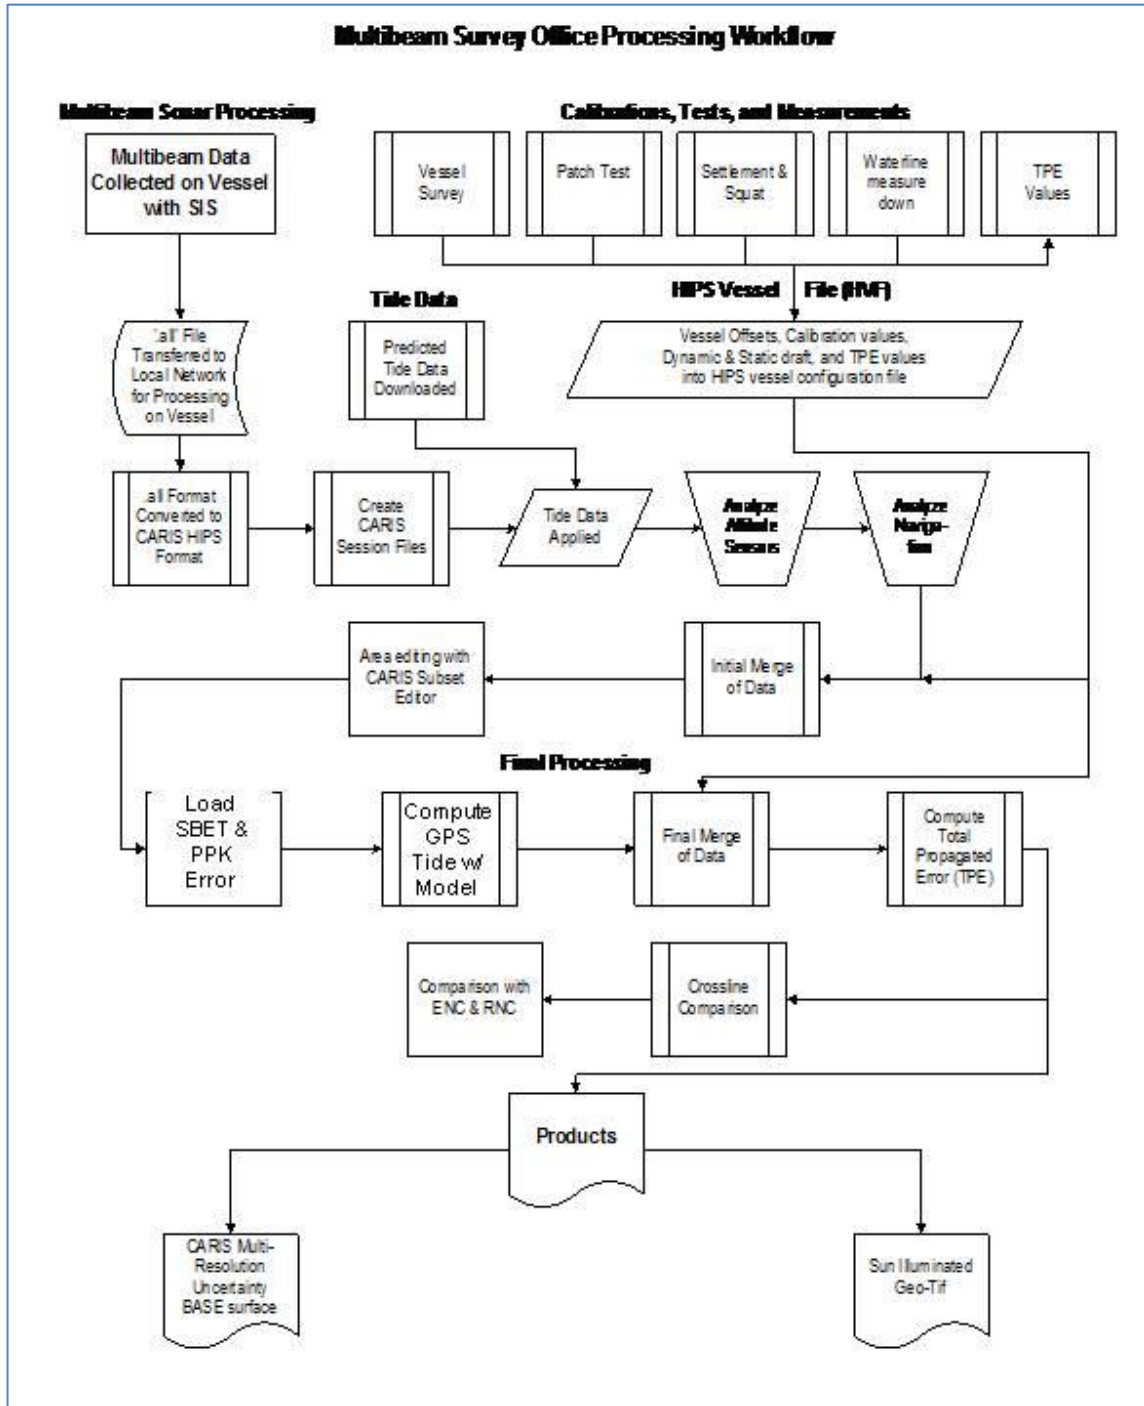 Multibeam Survey Office Processing Workflow
Multibeam Sonar Processing
Calibrations, Tests, and Measurements
Multibeam Data
Collected on Vessel
with SIS
Vessel
Survey
Patch Test
Settlement &
Squat
Waterline
measure
down
TPE
Values
Tide Data
HIPS Vessel File (HVF)
".all" File
Transferred to
Local Network
for Processing
on Vessel
Predicted
Tide Data
Downloaded
Vessel Offsets, Calibration values,
Dynamic & Static draft, and TPE values
into HIPS vessel configuration file
.all Format
Converted to
CARIS HIPS
Format
Create
CARIS
Session Files
Tide Data
Applied
Analyze
Attitude
Sensors
Analyze
Naviga-
tion
Area editing with
CARIS Subset
Editor
Initial Merge
of Data
Final Processing
Load
SBET &
PPK
Error
Compute
GPS
Tide w/
Model
Final Merge
of Data
Compute
Total
Propagated
Error (TPE)
Comparison with
ENC & RNC
Crossline
Comparison
Products
CARIS Multi-
Resolution
Uncertainty
BASE surface
Sun Illuminated
Geo-Tif